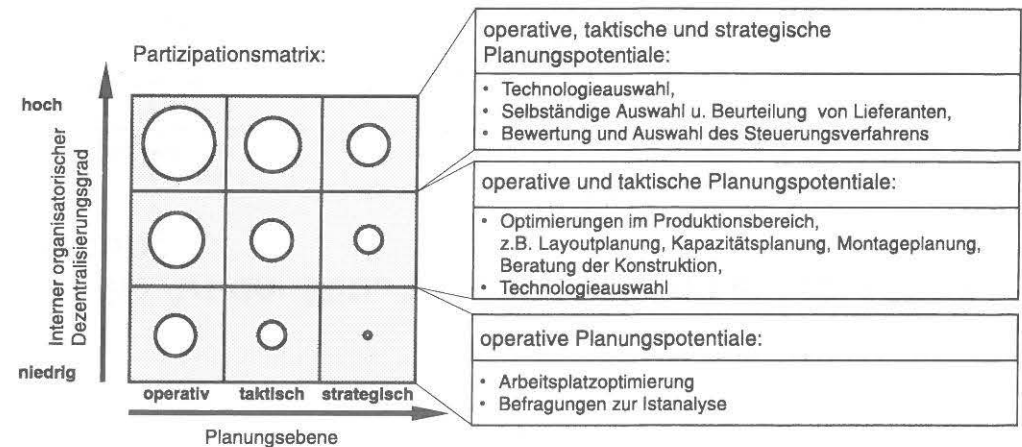 Partizipationsmatrix:
hoch
niedrig
Interner organisatorischer
Dezentralisierungsgrad
operativ
taktisch
strategisch
Planungsebene
operative, taktische und strategische
Planungspotentiale:
• Technologieauswahl,
• Selbständige Auswahl u. Beurteilung von Lieferanten,
• Bewertung und Auswahl des Steuerungsverfahrens
operative und taktische Planungspotentiale:
• Optimierungen im Produktionsbereich,
z.B. Layoutplanung, Kapazitätsplanung, Montageplanung,
Beratung der Konstruktion,
• Technologieauswahl
operative Planungspotentiale:
• Arbeitsplatzoptimierung
• Befragungen zur Istanalyse